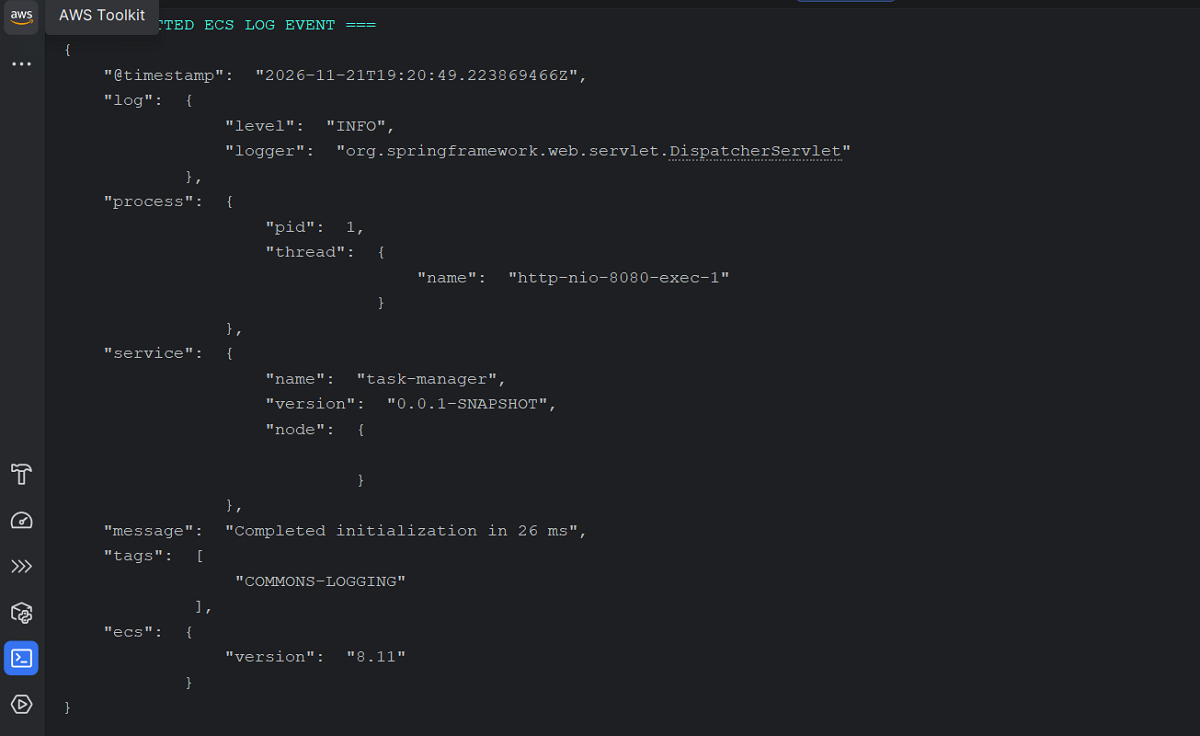 aws
AWS Toolkit
TTED ECS LOG EVENT ===
{
"@timestamp": "2026-11-21T19:20:49.223869466Z",
"log": {
"level": "INFO",
"logger": "org.springframework.web.servlet.DispatcherServlet"
},
"process": {
"pid": 1,
"thread": {
"name": "http-nio-8080-exec-1"
}
},
"service": {
"name": "task-manager",
"version": "0.0.1-SNAPSHOT",
"node": {
}
},
"message": "Completed initialization in 26 ms",
"tags": [
"COMMONS-LOGGING"
],
"ecs": {
"version": "8.11"
}
}